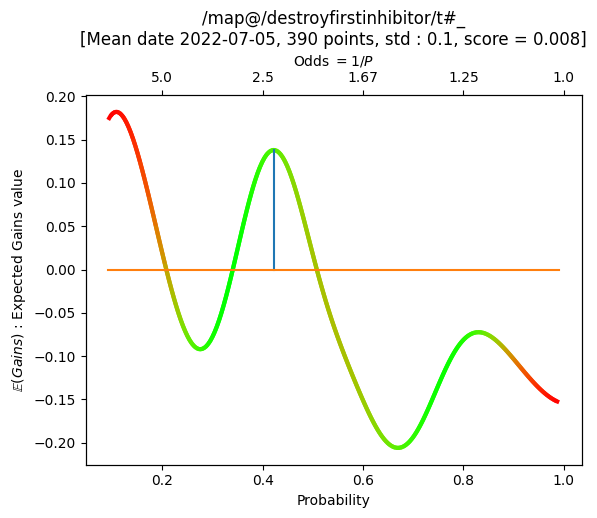 /map@/destroyfirstinhibitor/t#_
[Mean date 2022-07-05, 390 points, std : 0.1, score = 0.008]
Odds = 1/P
5.0 2.5 1.67 1.25 1.0
0.20
0.15
0.10
0.05
0.00
−0.05
−0.10
−0.15
−0.20
𝔼(Gains) : Expected Gains value
0.2 0.4 0.6 0.8 1.0
Probability